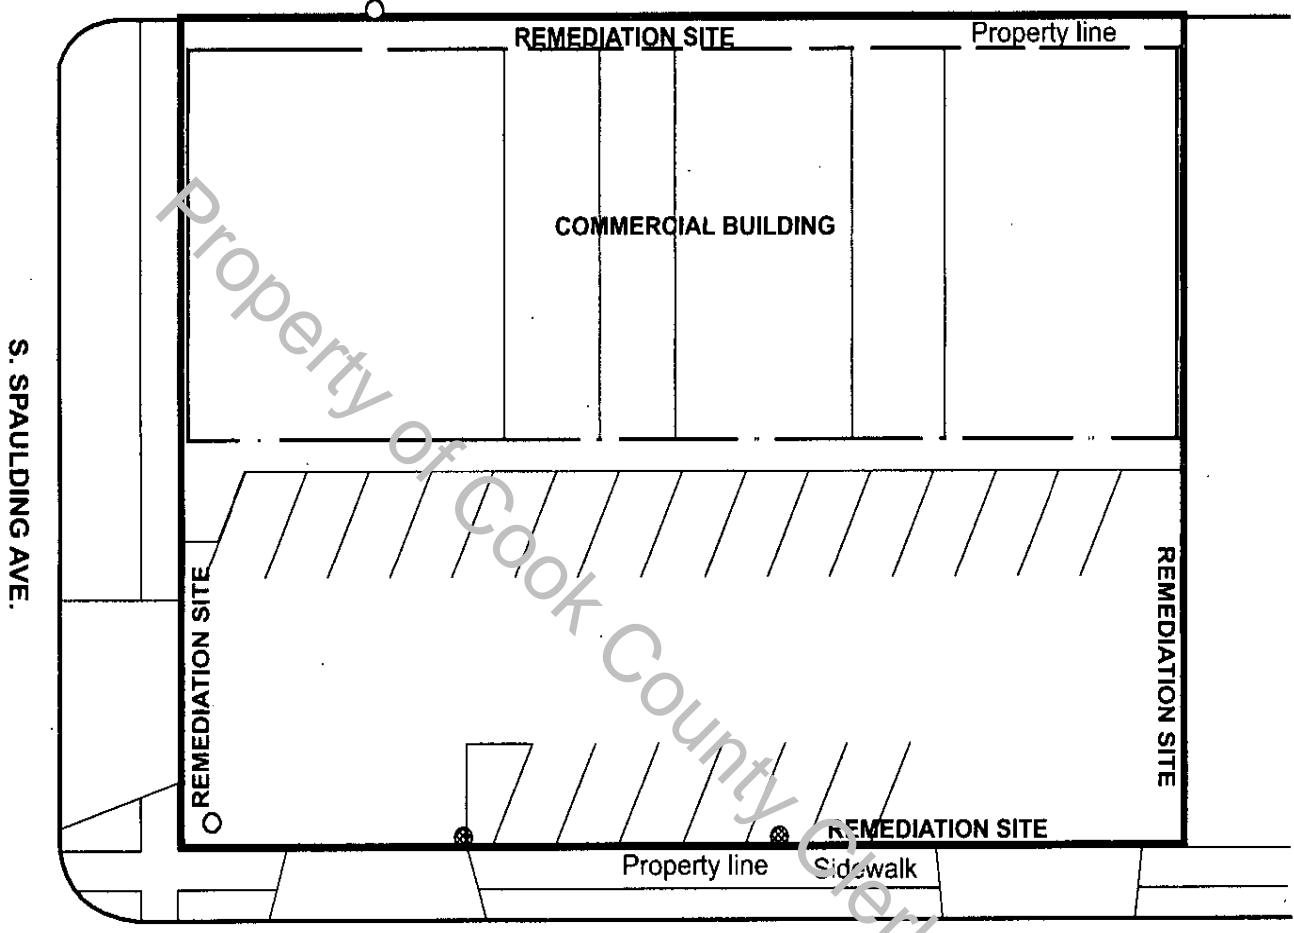 REMEDIATION SITE
Property line
COMMERCIAL BUILDING
S. SPAULDING AVE.
REMEDIATION SITE
REMEDIATION SITE
REMEDIATION SITE
Property line
Sidewalk
Property of Cook County Clerk